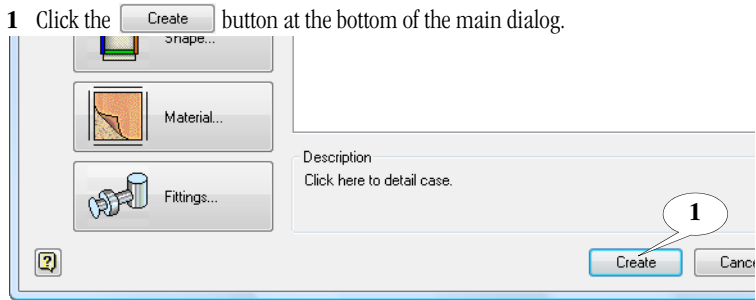 1 Click the Create button at the bottom of the main dialog.
Shape...
Material...
Description
Click here to detail case.
Fittings...
1
Create
Cance